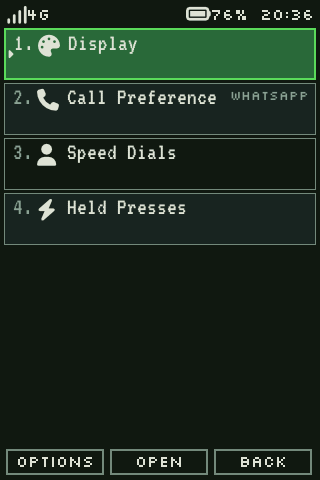 4G 76% 20:36
1. Display
2. Call Preference WHATSAPP
3. Speed Dials
4. Held Presses
OPTIONS OPEN BACK